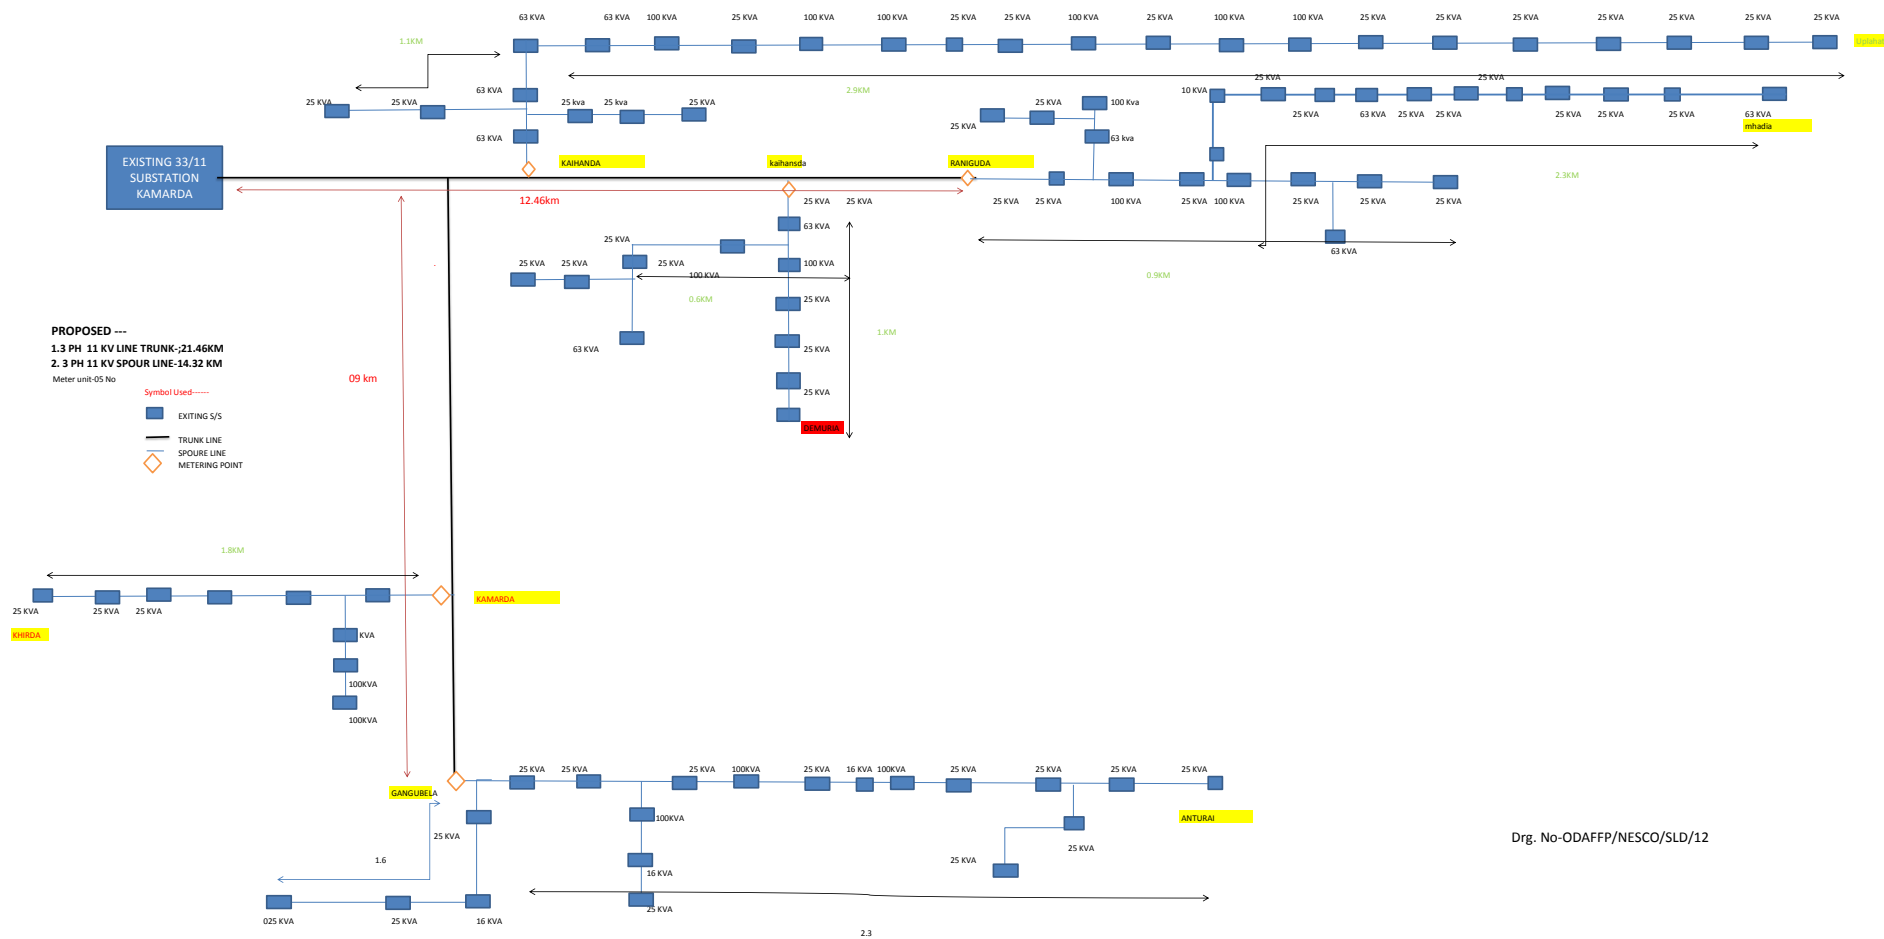 63 KVA 63 KVA 100 KVA 25 KVA 100 KVA 100 KVA 25 KVA 25 KVA 100 KVA 25 KVA 100 KVA 100 KVA 25 KVA 25 KVA 25 KVA 25 KVA 25 KVA 25 KVA
1.1KM
Uplahat
25 KVA 25 KVA
63 KVA 2.9KM 10 KVA
25 KVA 25 KVA 25 kva 25 kva 25 KVA 25 KVA 100 Kva
25 KVA 25 KVA 63 KVA 25 KVA 25 KVA 25 KVA 25 KVA 25 KVA 63 KVA
25 KVA
mhadia
63 KVA 63 kva
EXISTING 33/11
SUBSTATION
KAMARDA
KAIHANDA kaihansda RANIGUDA
2.3KM
12.46km
25 KVA 25 KVA 25 KVA 25 KVA 100 KVA 25 KVA 100 KVA 25 KVA 25 KVA 25 KVA
63 KVA
25 KVA
63 KVA
25 KVA 25 KVA 25 KVA 100 KVA
100 KVA
0.9KM
0.6KM 25 KVA
1.KM
PROPOSED ---
1.3 PH 11 KV LINE TRUNK-;21.46KM
2. 3 PH 11 KV SPOUR LINE-14.32 KM
Meter unit-05 No
63 KVA 25 KVA
09 km
Symbol Used------
25 KVA
EXITING S/S
DEMURIA
TRUNK LINE
SPOURE LINE
METERING POINT
1.8KM
KAMARDA
25 KVA 25 KVA 25 KVA
KHIRDA
KVA
100KVA
100KVA
25 KVA 25 KVA 25 KVA 100KVA 25 KVA 16 KVA 100KVA 25 KVA 25 KVA 25 KVA 25 KVA
GANGUBELA
100KVA
ANTURAI
25 KVA
Drg. No-ODAFFP/NESCO/SLD/12
25 KVA
1.6
25 KVA
16 KVA
25 KVA
025 KVA 25 KVA 16 KVA
2.3